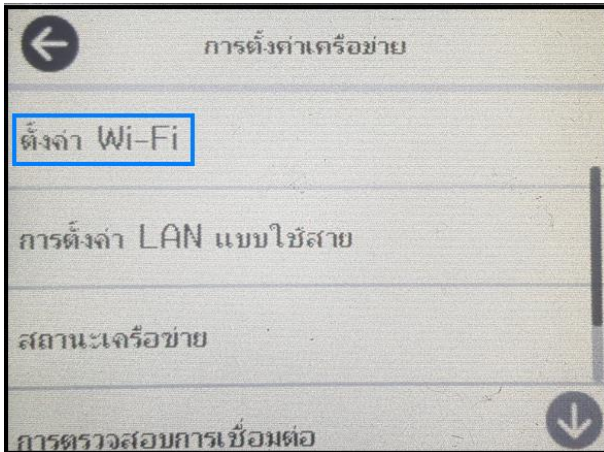 การตั้งค่าเครือข่าย
ตั้งค่า Wi-Fi
การตั้งค่า LAN แบบใช้สาย
สถานะเครือข่าย
การตรวจสอบการเชื่อมต่อ